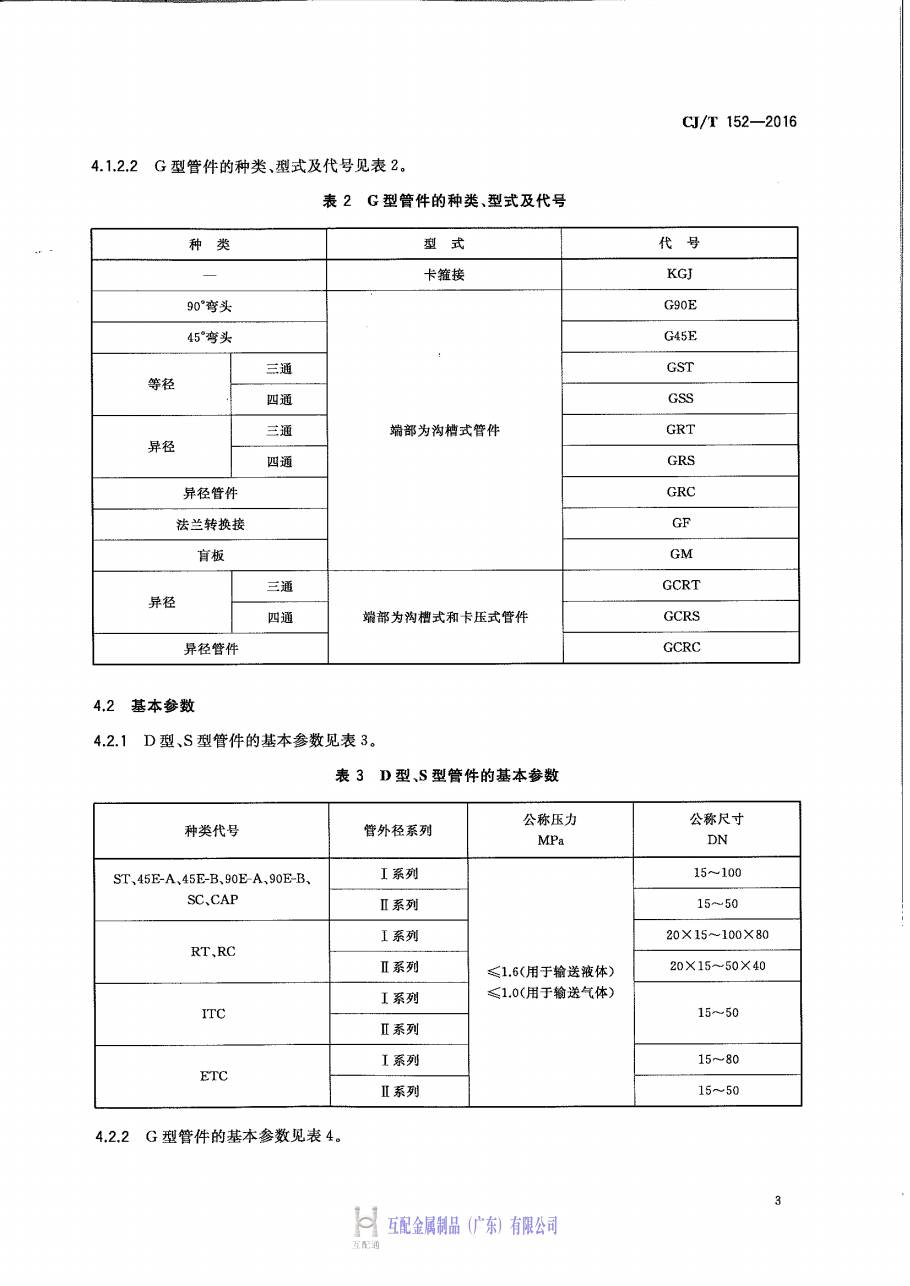 CJ/T 152—2016
4.1.2.2 G 型管件的种类、型式及代号见表 2。
表 2 G 型管件的种类、型式及代号
种 类 型 式 代 号
— 卡箍接 KGJ
90°弯头 G90E
45°弯头 G45E
等径 三通 GST
四通 GSS
端部为沟槽式管件
异径 三通 GRT
四通 GRS
异径管件 GRC
法兰转换接 GF
盲板 GM
异径 三通 GCRT
四通 端部为沟槽式和卡压式管件 GCRS
异径管件 GCRC
4.2 基本参数
4.2.1 D 型、S 型管件的基本参数见表 3。
表 3 D 型、S 型管件的基本参数
种类代号 管外径系列 公称压力 MPa 公称尺寸 DN
ST、45E-A、45E-B、90E-A、90E-B、 Ⅰ系列 15～100
SC、CAP Ⅱ系列 15～50
RT、RC Ⅰ系列 20×15～100×80
Ⅱ系列 20×15～50×40
≤1.6(用于输送液体)
≤1.0(用于输送气体)
ITC Ⅰ系列 15～50
Ⅱ系列
ETC Ⅰ系列 15～80
Ⅱ系列 15～50
4.2.2 G 型管件的基本参数见表 4。
3
互配金属制品（广东）有限公司
互配通